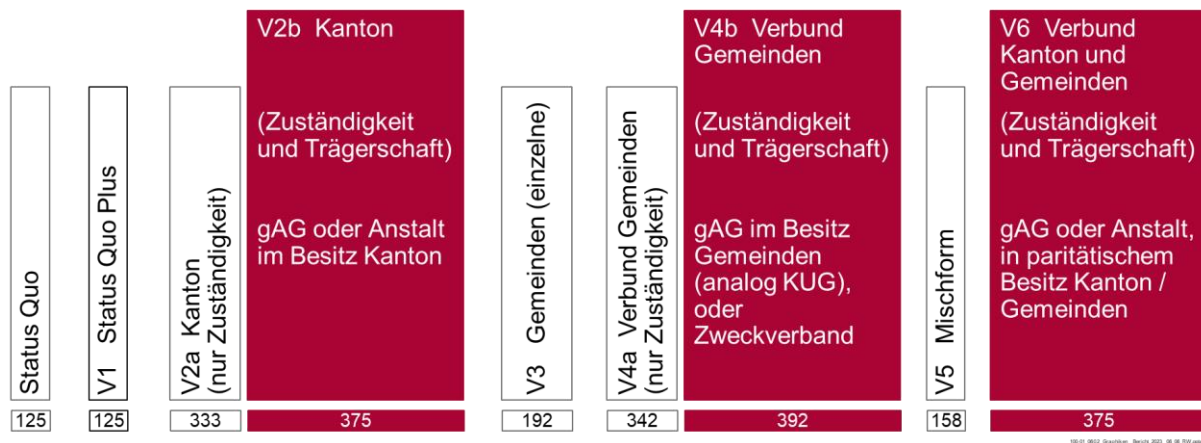 Status Quo
V1 Status Quo Plus
V2a Kanton
(nur Zuständigkeit)
V2b Kanton
(Zuständigkeit
und Trägerschaft)
gAG oder Anstalt
im Besitz Kanton
V3 Gemeinden (einzelne)
V4a Verbund Gemeinden
(nur Zuständigkeit)
V4b Verbund
Gemeinden
(Zuständigkeit
und Trägerschaft)
gAG im Besitz
Gemeinden
(analog KUG),
oder
Zweckverband
V5 Mischform
V6 Verbund
Kanton und
Gemeinden
(Zuständigkeit
und Trägerschaft)
gAG oder Anstalt,
in paritätischem
Besitz Kanton /
Gemeinden
125
125
333
375
192
342
392
158
375